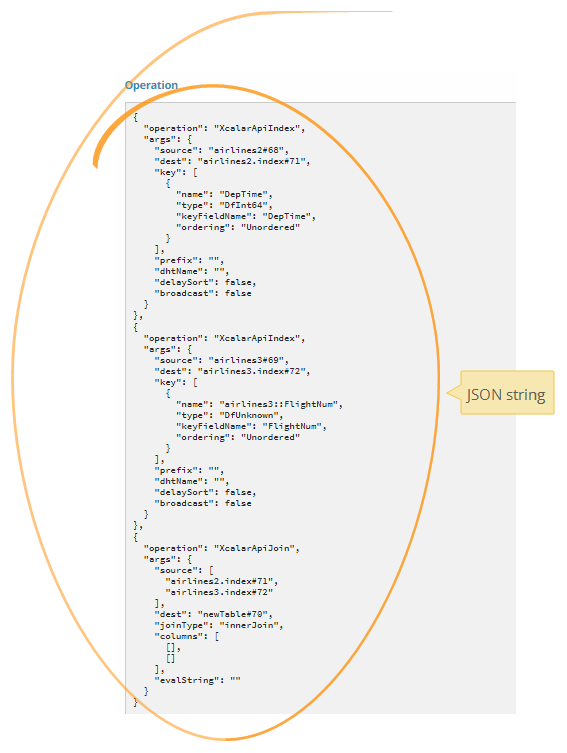 Operation
{
  "operation": "XcalarApiIndex",
  "args": {
    "source": "airlines2#68",
    "dest": "airlines2.index#71",
    "key": [
      {
        "name": "DepTime",
        "type": "DfInt64",
        "keyFieldName": "DepTime",
        "ordering": "Unordered"
      }
    ],
    "prefix": "",
    "dhtName": "",
    "delaySort": false,
    "broadcast": false
  }
},
{
  "operation": "XcalarApiIndex",
  "args": {
    "source": "airlines3#69",
    "dest": "airlines3.index#72",
    "key": [
      {
        "name": "airlines3::FlightNum",
        "type": "DfUnknown",
        "keyFieldName": "FlightNum",
        "ordering": "Unordered"
      }
    ],
    "prefix": "",
    "dhtName": "",
    "delaySort": false,
    "broadcast": false
  }
},
{
  "operation": "XcalarApiJoin",
  "args": {
    "source": [
      "airlines2.index#71",
      "airlines3.index#72"
    ],
    "dest": "newTable#70",
    "joinType": "innerJoin",
    "columns": [
      [],
      []
    ],
    "evalString": ""
  }
}
JSON string